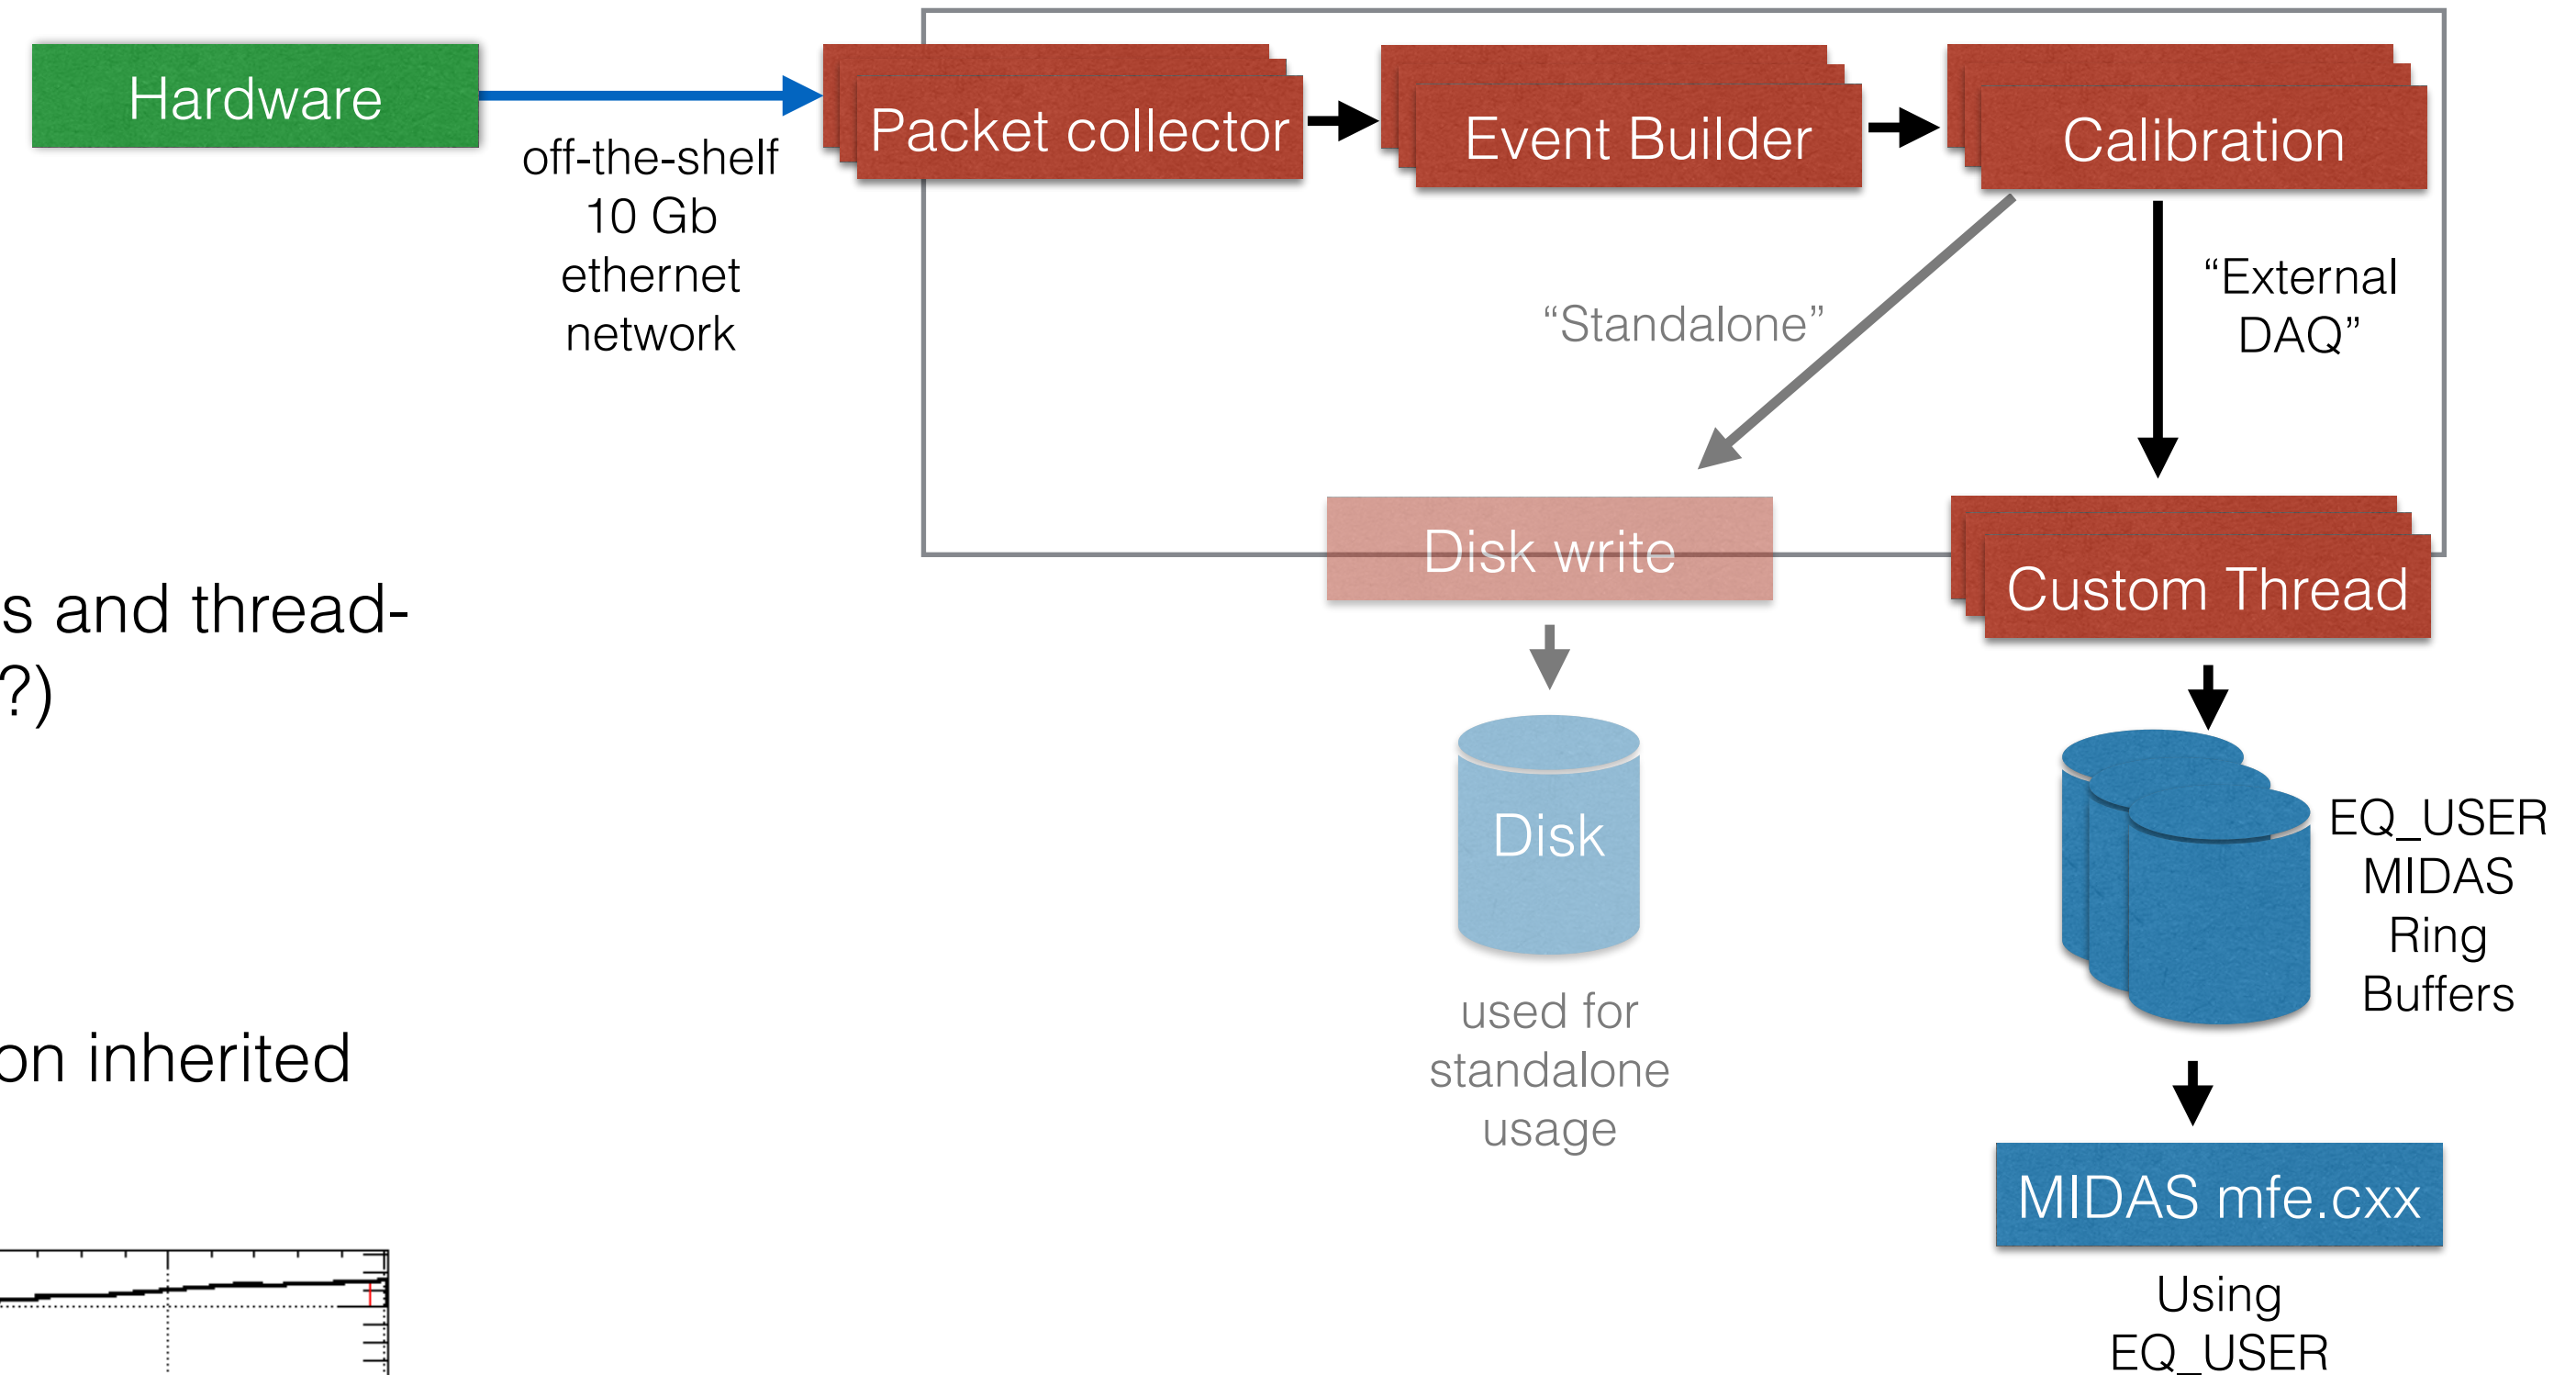 Hardware
off-the-shelf
10 Gb
ethernet
network
Packet collector
Event Builder
Calibration
“Standalone”
“External
DAQ”
Disk write
Custom Thread
s and thread-
?)
Disk
used for
standalone
usage
EQ_USER
MIDAS
Ring
Buffers
on inherited
MIDAS mfe.cxx
Using
EQ_USER